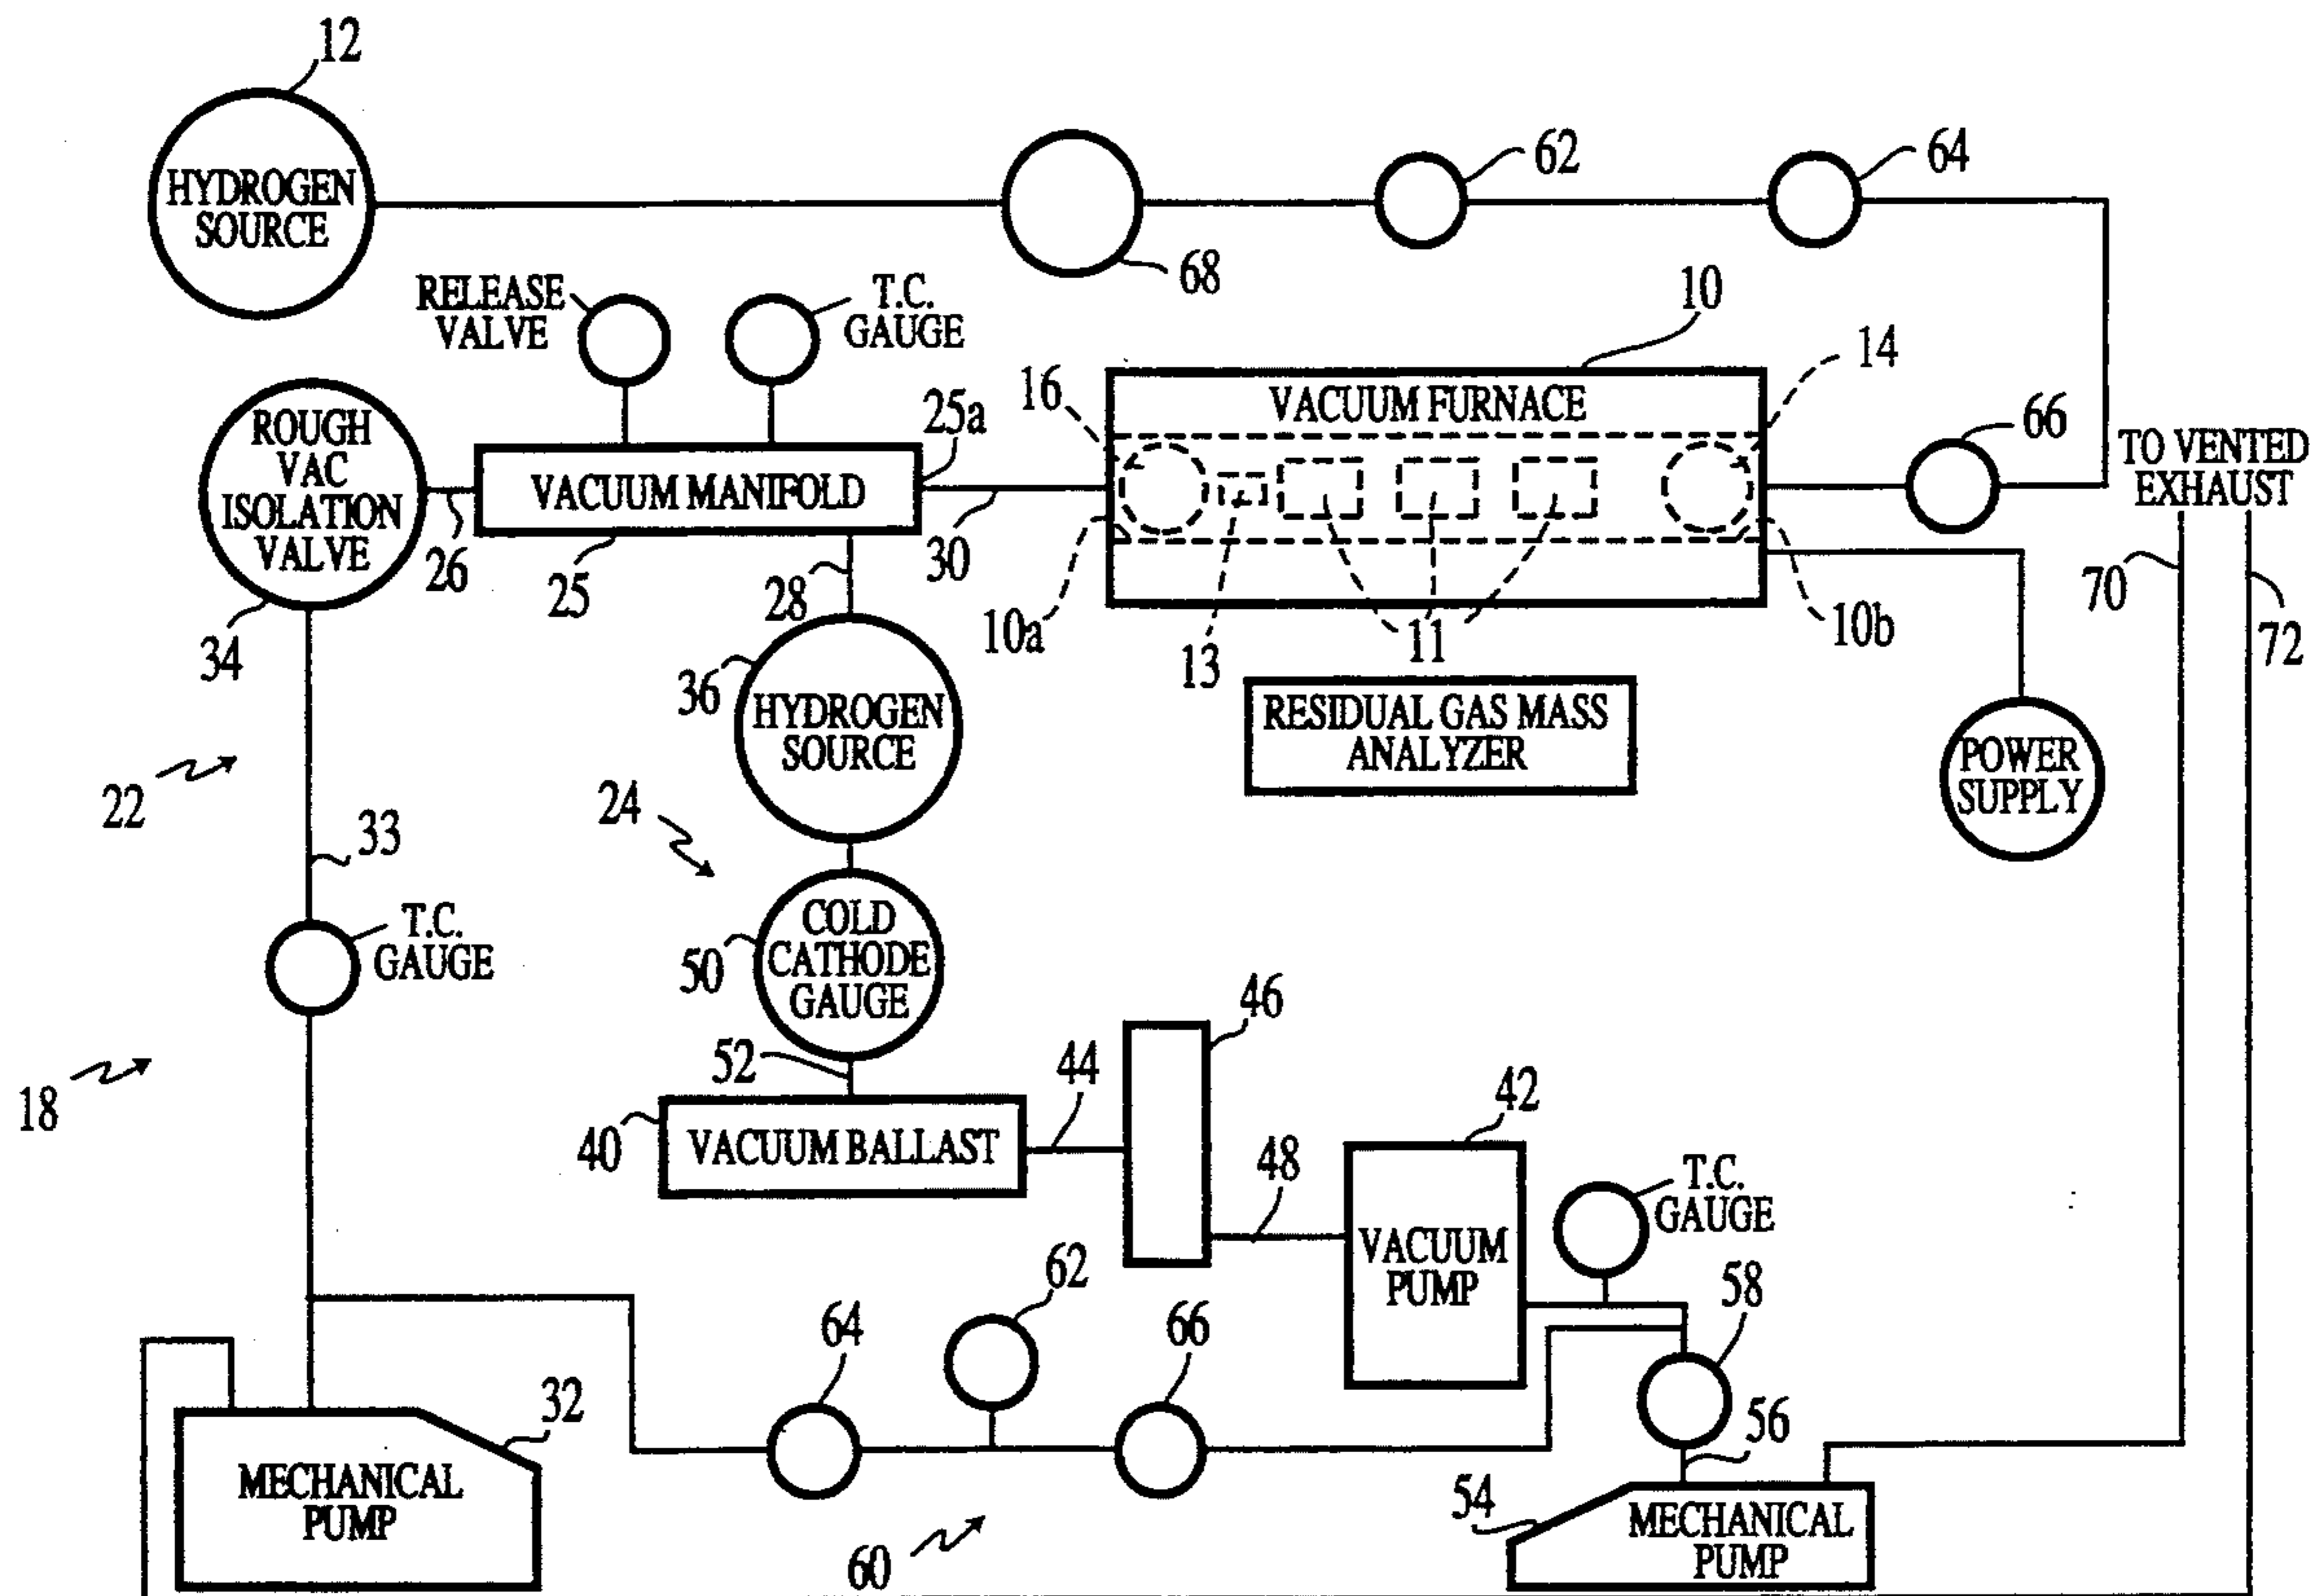 12
HYDROGEN
SOURCE
68
62
64
RELEASE
VALVE
T.C.
GAUGE
10
14
16
VACUUM FURNACE
66
TO VENTED
EXHAUST
ROUGH
VAC
ISOLATION
VALVE
34
26
VACUUM MANIFOLD
25
25a
28
30
10a
13
11
10b
70
72
36
HYDROGEN
SOURCE
RESIDUAL GAS MASS
ANALYZER
POWER
SUPPLY
22
24
33
T.C.
GAUGE
50
COLD
CATHODE
GAUGE
18
52
40
VACUUM BALLAST
44
46
48
42
VACUUM
PUMP
T.C.
GAUGE
58
62
64
66
56
32
MECHANICAL
PUMP
60
54
MECHANICAL
PUMP